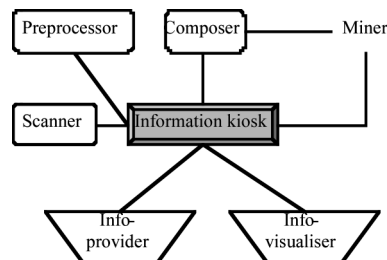 Preprocessor
Composer
Miner
Scanner
Information kiosk
Info-
provider
Info-
visualiser